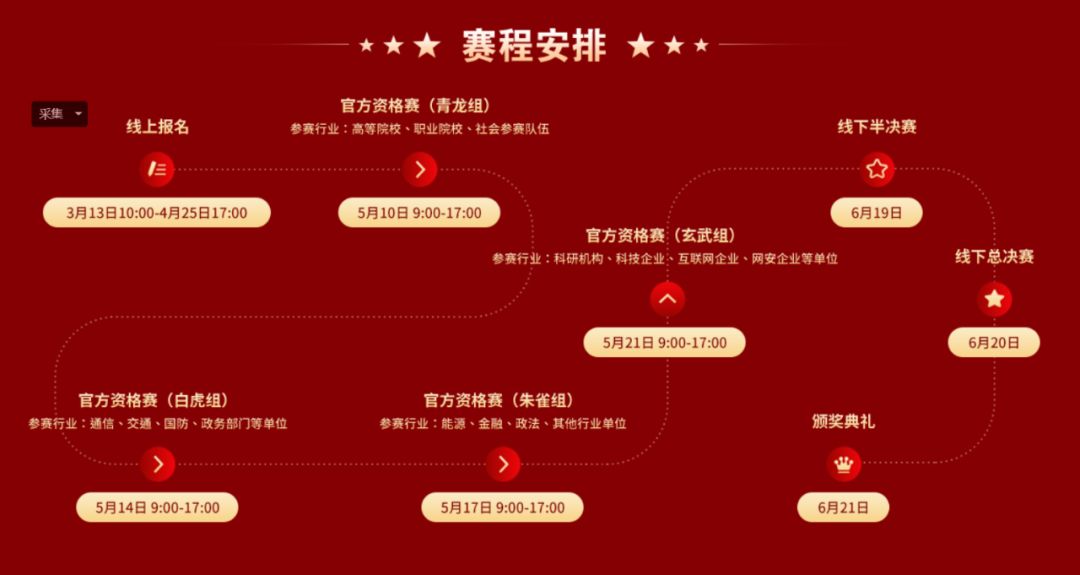 赛程安排
采集
线上报名
3月13日10:00-4月25日17:00
官方资格赛（青龙组）
参赛行业：高等院校、职业院校、社会参赛队伍
5月10日 9:00-17:00
官方资格赛（白虎组）
参赛行业：通信、交通、国防、政务部门等单位
5月14日 9:00-17:00
官方资格赛（朱雀组）
参赛行业：能源、金融、政法、其他行业单位
5月17日 9:00-17:00
官方资格赛（玄武组）
参赛行业：科研机构、科技企业、互联网企业、网安企业等单位
5月21日 9:00-17:00
线下半决赛
6月19日
线下总决赛
6月20日
颁奖典礼
6月21日